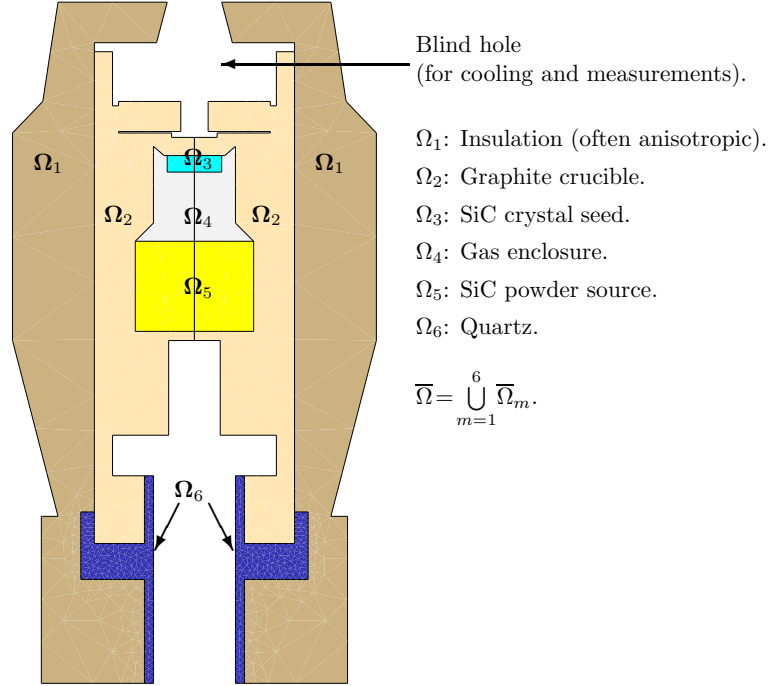 Blind hole
(for cooling and measurements).
Ω₁: Insulation (often anisotropic).
Ω₂: Graphite crucible.
Ω₃: SiC crystal seed.
Ω₄: Gas enclosure.
Ω₅: SiC powder source.
Ω₆: Quartz.
Ω̅ = ⋃_{m=1}^{6} Ω̅ₘ.
Ω₁
Ω₃
Ω₁
Ω₂
Ω₄
Ω₂
Ω₅
Ω₆